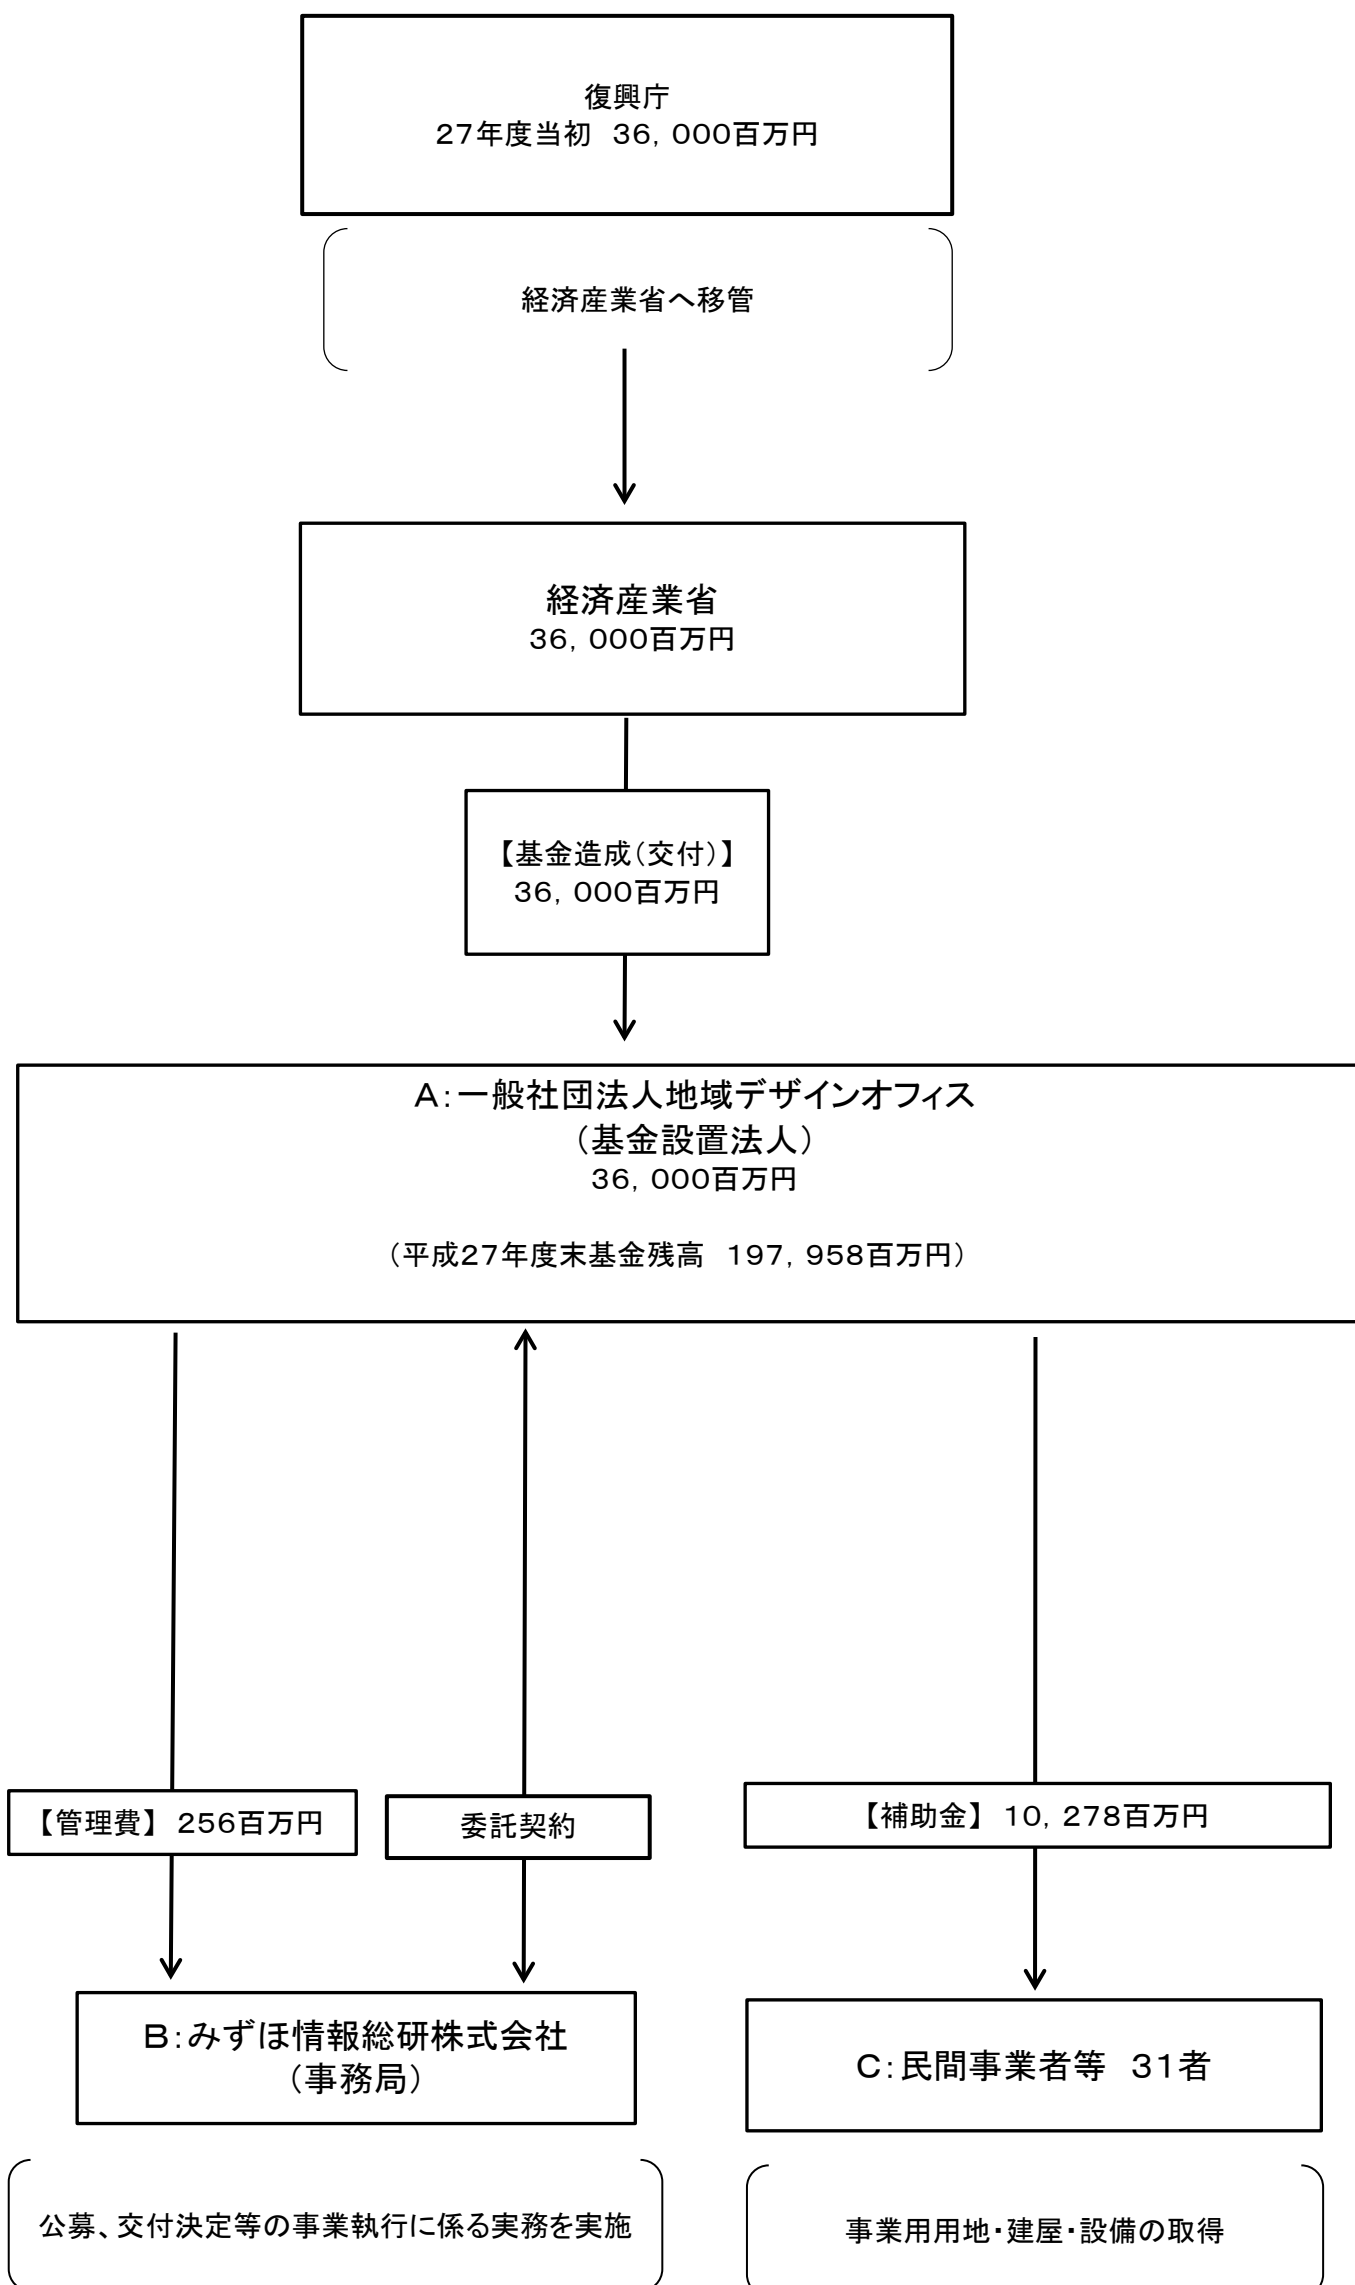 復興庁
27年度当初　36，000百万円
経済産業省へ移管
経済産業省
36，000百万円
【基金造成（交付）】
36，000百万円
A：一般社団法人地域デザインオフィス
（基金設置法人）
36，000百万円
（平成27年度末基金残高　197，958百万円）
【管理費】 256百万円
委託契約
【補助金】 10，278百万円
B：みずほ情報総研株式会社
（事務局）
C：民間事業者等　31者
公募、交付決定等の事業執行に係る実務を実施
事業用用地・建屋・設備の取得